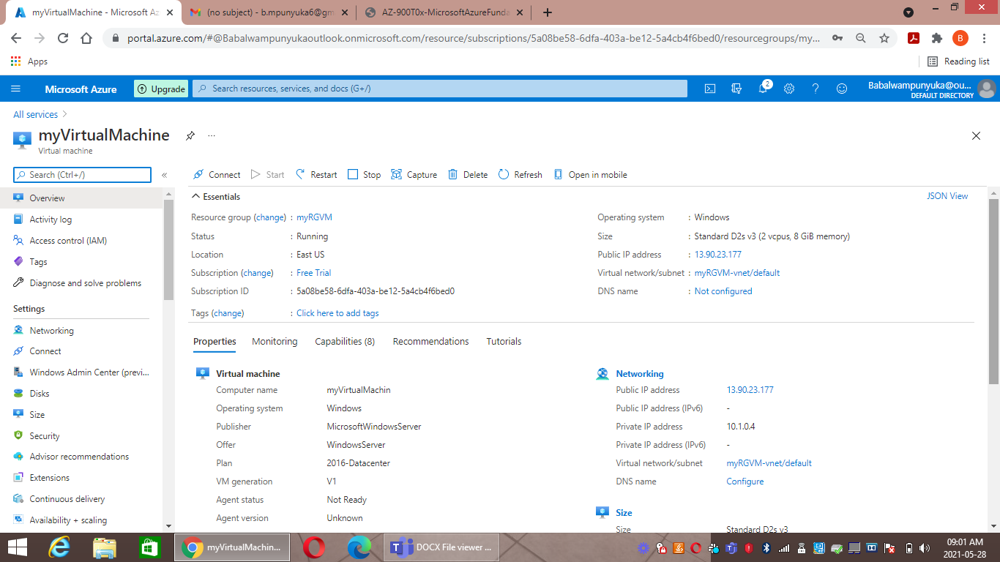 myVirtualMachine - Microsoft Az
(no subject) - b.mpunyuka6@gm
AZ-900T0x-MicrosoftAzureFunda
portal.azure.com/#@Babalwampunyukaoutlook.onmicrosoft.com/resource/subscriptions/5a08be58-6dfa-403a-be12-5a4cb4f6bed0/resourcegroups/my...
B
Apps
Reading list
Microsoft Azure
Upgrade
Search resources, services, and docs (G+/)
2
Babalwampunyuka@ou...
DEFAULT DIRECTORY
All services
myVirtualMachine
Virtual machine
Search (Ctrl+/)
Connect Start Restart Stop Capture Delete Refresh Open in mobile
Overview
Activity log
Access control (IAM)
Tags
Diagnose and solve problems
Settings
Networking
Connect
Windows Admin Center (previ...
Disks
Size
Security
Advisor recommendations
Extensions
Continuous delivery
Availability + scaling
Essentials
JSON View
Resource group (change) : myRGVM
Status : Running
Location : East US
Subscription (change) : Free Trial
Subscription ID : 5a08be58-6dfa-403a-be12-5a4cb4f6bed0
Tags (change) : Click here to add tags
Operating system : Windows
Size : Standard D2s v3 (2 vcpus, 8 GiB memory)
Public IP address : 13.90.23.177
Virtual network/subnet : myRGVM-vnet/default
DNS name : Not configured
Properties Monitoring Capabilities (8) Recommendations Tutorials
Virtual machine
Computer name myVirtualMachin
Operating system Windows
Publisher MicrosoftWindowsServer
Offer WindowsServer
Plan 2016-Datacenter
VM generation V1
Agent status Not Ready
Agent version Unknown
Networking
Public IP address 13.90.23.177
Public IP address (IPv6) -
Private IP address 10.1.0.4
Private IP address (IPv6) -
Virtual network/subnet myRGVM-vnet/default
DNS name Configure
Size
Size Standard D2s v3
myVirtualMachine...
DOCX File viewer ...
09:01 AM
2021-05-28